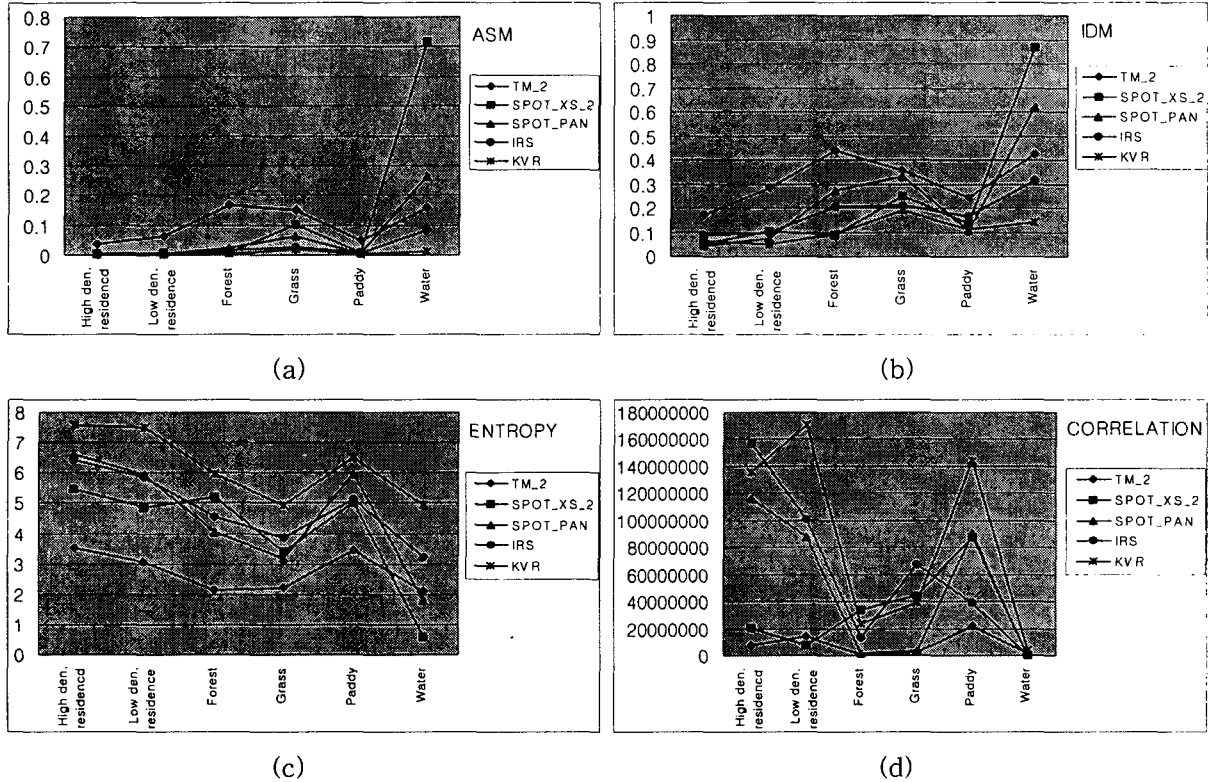 0.8
0.7
0.6
0.5
0.4
0.3
0.2
0.1
0
ASM
TM_2
SPOT_XS_2
SPOT_PAN
IRS
KVR
High den.
residencd
Low den.
residence
Forest
Grass
Paddy
Water
(a)
1
0.9
0.8
0.7
0.6
0.5
0.4
0.3
0.2
0.1
0
IDM
TM_2
SPOT_XS_2
SPOT_PAN
IRS
KVR
High den.
residencd
Low den.
residence
Forest
Grass
Paddy
Water
(b)
8
7
6
5
4
3
2
1
0
ENTROPY
TM_2
SPOT_XS_2
SPOT_PAN
IRS
KVR
High den.
residencd
Low den.
residence
Forest
Grass
Paddy
Water
(c)
180000000
160000000
140000000
120000000
100000000
80000000
60000000
40000000
20000000
0
CORRELATION
TM_2
SPOT_XS_2
SPOT_PAN
IRS
KVR
High den.
residencd
Low den.
residence
Forest
Grass
Paddy
Water
(d)